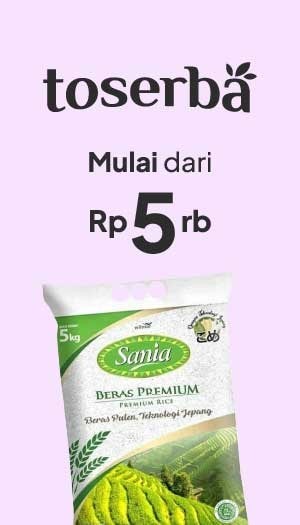 toserba
Mulai dari
Rp 5 rb
5kg
Sania
BERAS PREMIUM
PREMIUM RICE
Beras Pulen, Teknologi Jepang